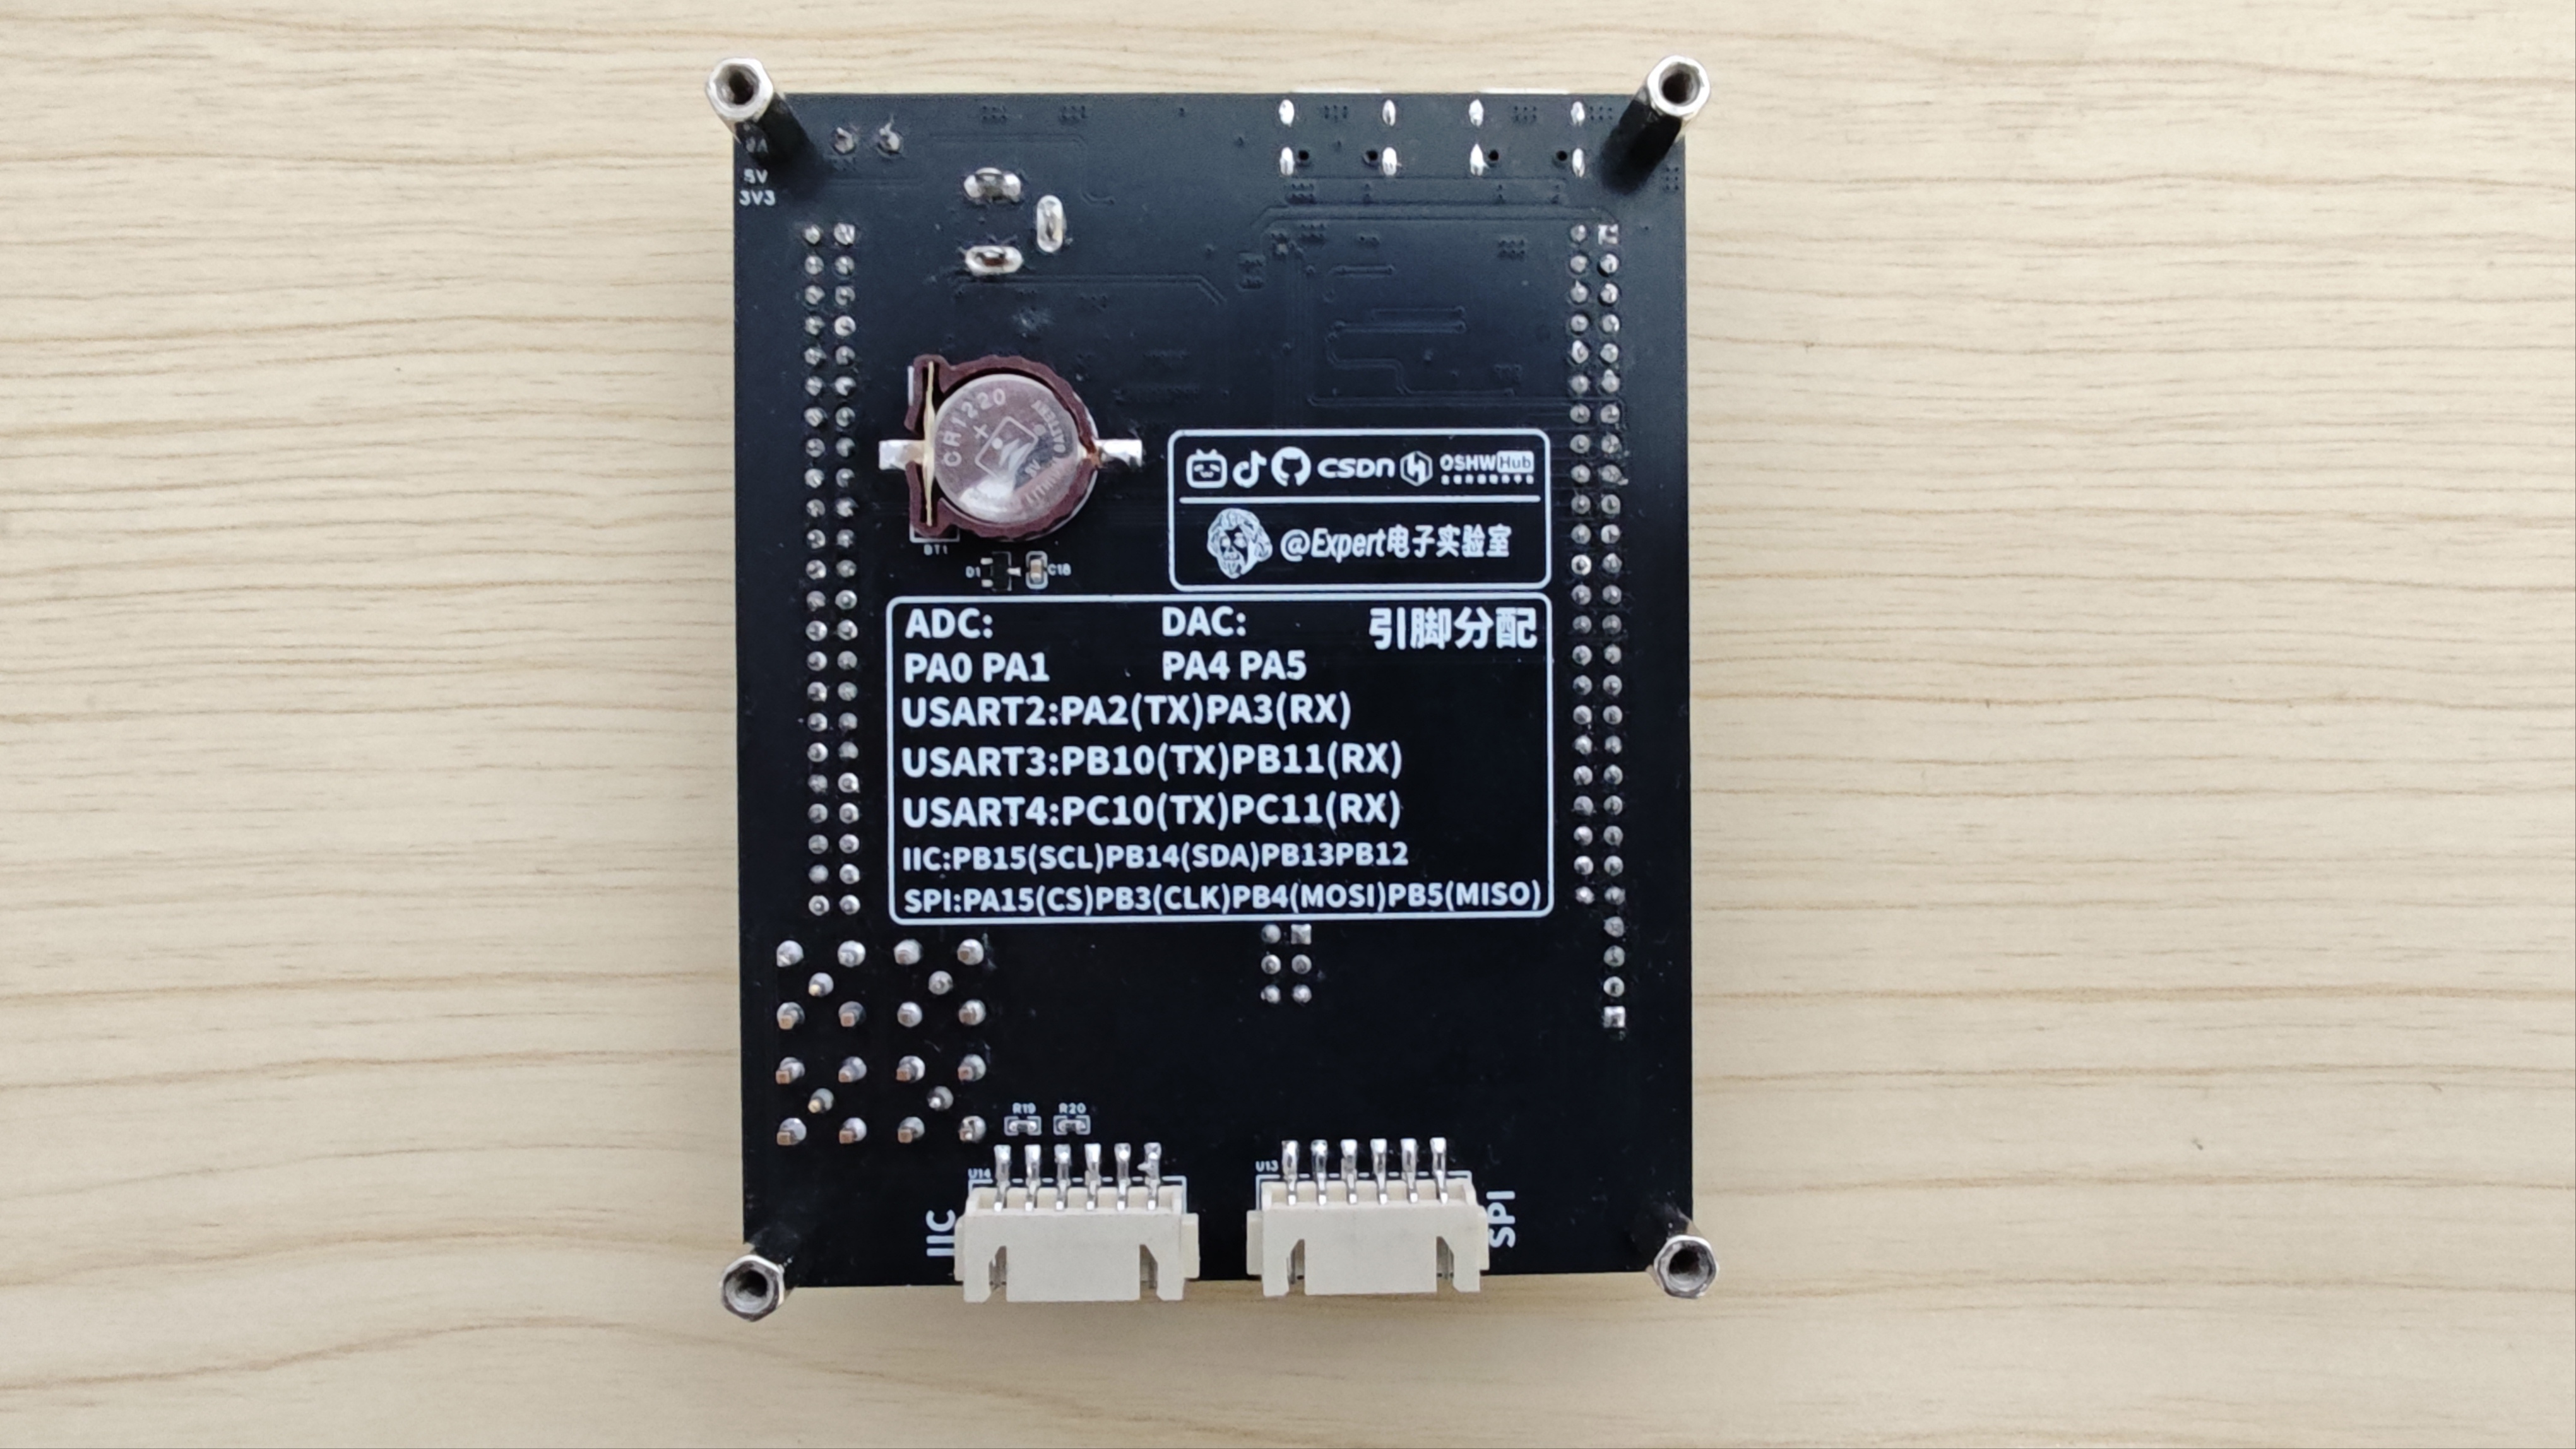 5V
3V3
CR1220
+
BT1
D1 C18
CSDN OSHWHub
@Expert电子实验室
ADC: DAC: 引脚分配
PA0 PA1 PA4 PA5
USART2:PA2(TX)PA3(RX)
USART3:PB10(TX)PB11(RX)
USART4:PC10(TX)PC11(RX)
IIC:PB15(SCL)PB14(SDA)PB13PB12
SPI:PA15(CS)PB3(CLK)PB4(MOSI)PB5(MISO)
R19 R20
U14 U13
IIC SPI